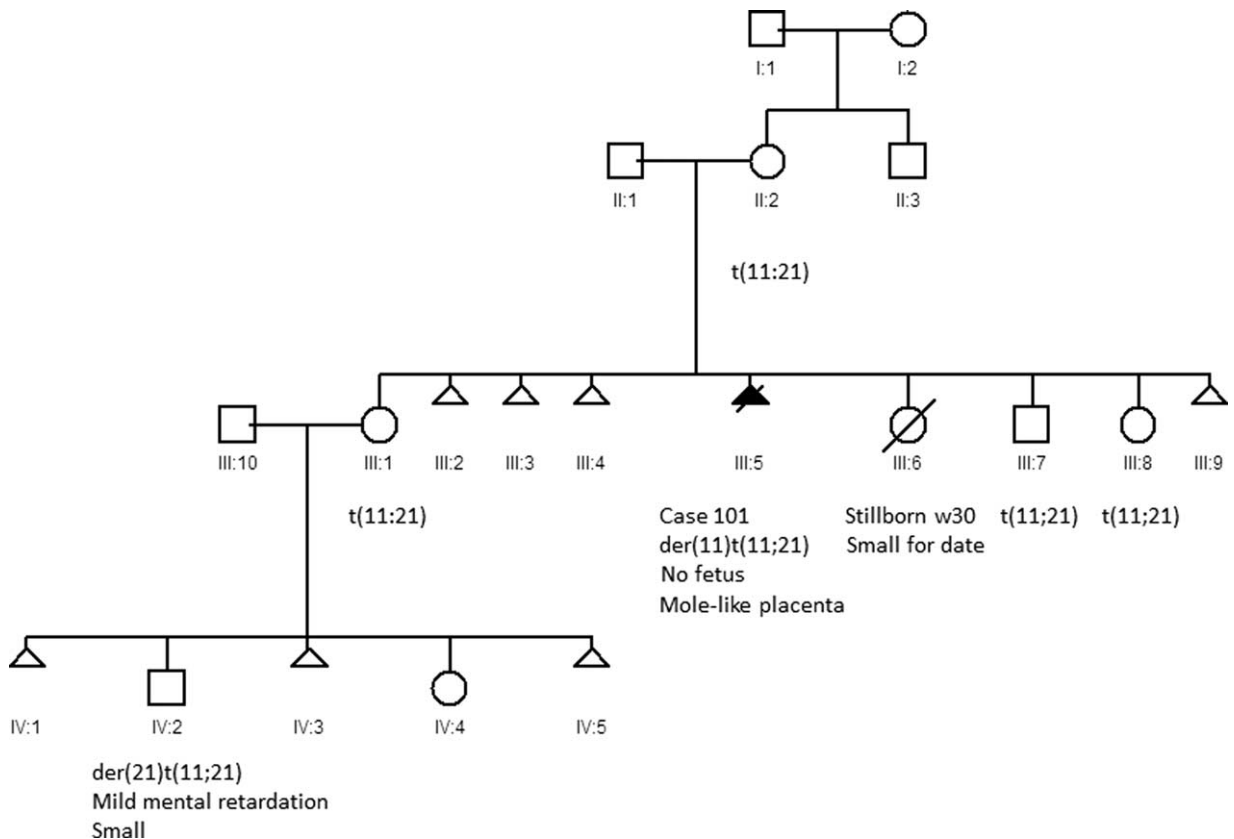 I:1 I:2
II:1 II:2 II:3
t(11:21)
III:10 III:1 III:2 III:3 III:4 III:5 III:6 III:7 III:8 III:9
t(11:21)
Case 101
der(11)t(11;21)
No fetus
Mole-like placenta
Stillborn w30
Small for date
t(11;21)
t(11;21)
IV:1 IV:2 IV:3 IV:4 IV:5
der(21)t(11;21)
Mild mental retardation
Small